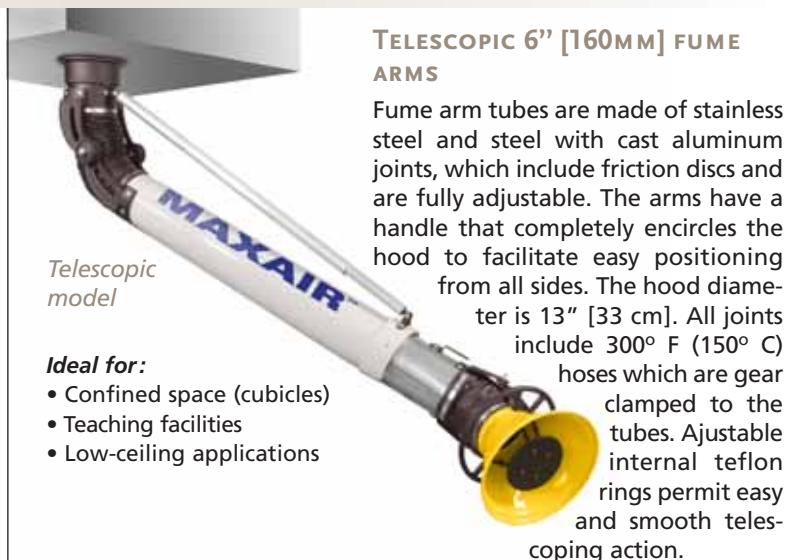 TELESCOPIC 6’’ [160MM] FUME
ARMS
Fume arm tubes are made of stainless
steel and steel with cast aluminum
joints, which include friction discs and
are fully adjustable. The arms have a
handle that completely encircles the
hood to facilitate easy positioning
from all sides. The hood diame-
ter is 13” [33 cm]. All joints
include 300º F (150º C)
hoses which are gear
clamped to the
tubes. Ajustable
internal teflon
rings permit easy
and smooth teles-
coping action.
MAXAIR™
Telescopic
model
Ideal for:
• Confined space (cubicles)
• Teaching facilities
• Low-ceiling applications